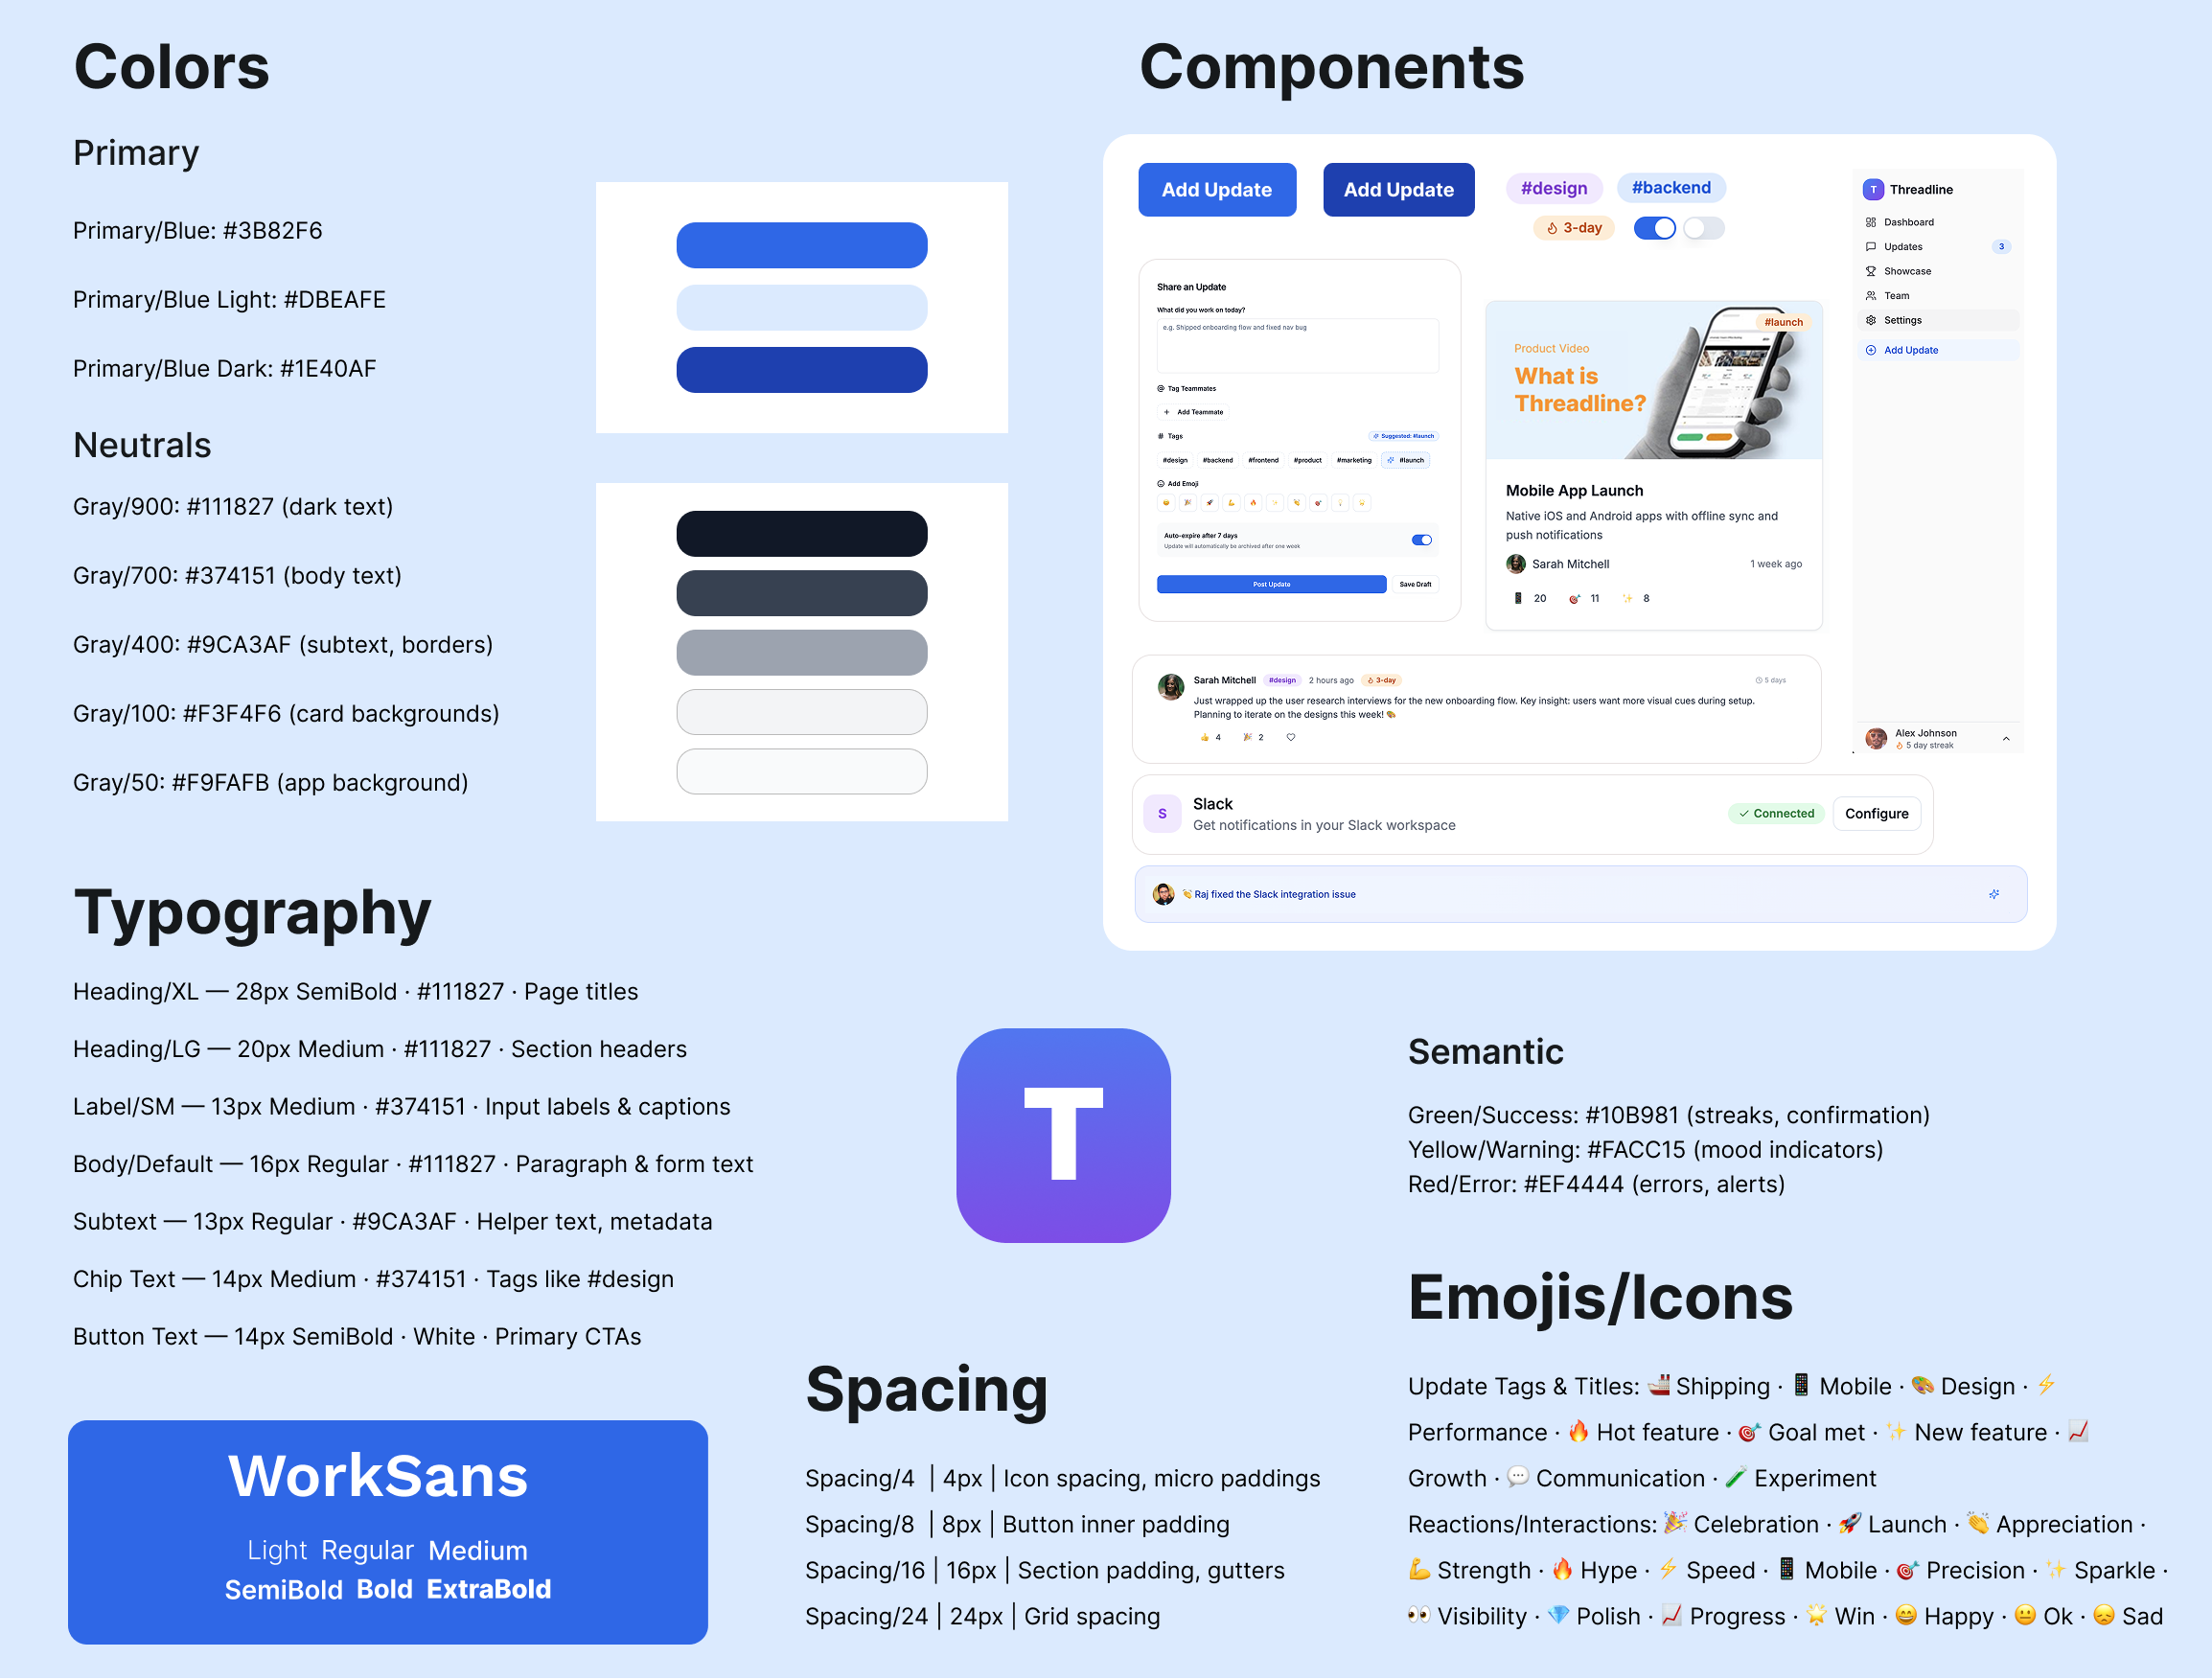 Colors
Primary
Primary/Blue: #3B82F6
Primary/Blue Light: #DBEAFE
Primary/Blue Dark: #1E40AF
Neutrals
Gray/900: #111827 (dark text)
Gray/700: #374151 (body text)
Gray/400: #9CA3AF (subtext, borders)
Gray/100: #F3F4F6 (card backgrounds)
Gray/50: #F9FAFB (app background)
Typography
Heading/XL — 28px SemiBold · #111827 · Page titles
Heading/LG — 20px Medium · #111827 · Section headers
Label/SM — 13px Medium · #374151 · Input labels & captions
Body/Default — 16px Regular · #111827 · Paragraph & form text
Subtext — 13px Regular · #9CA3AF · Helper text, metadata
Chip Text — 14px Medium · #374151 · Tags like #design
Button Text — 14px SemiBold · White · Primary CTAs
WorkSans
Light Regular Medium
SemiBold Bold ExtraBold
Components
Add Update
Add Update
#design
#backend
3-day
Share an Update
What did you work on today?
e.g. Shipped onboarding flow and fixed nav bug
Tag Teammates
+ Add Teammate
# Tags
Suggested: #launch
#design #backend #frontend #product #marketing #launch
Add Emoji
Auto-expire after 7 days
Update will automatically be archived after one week
Post Update
Save Draft
#launch
Product Video
What is
Threadline?
Mobile App Launch
Native iOS and Android apps with offline sync and
push notifications
Sarah Mitchell
1 week ago
📱 20 🎯 11 ✨ 8
T Threadline
Dashboard
Updates 3
Showcase
Team
Settings
Add Update
Alex Johnson
🔥 5 day streak
Sarah Mitchell #design 2 hours ago 3-day
5 days
Just wrapped up the user research interviews for the new onboarding flow. Key insight: users want more visual cues during setup.
Planning to iterate on the designs this week! 🎨
👍 4 🎉 2
S
Slack
Get notifications in your Slack workspace
Connected
Configure
👏 Raj fixed the Slack integration issue
T
Semantic
Green/Success: #10B981 (streaks, confirmation)
Yellow/Warning: #FACC15 (mood indicators)
Red/Error: #EF4444 (errors, alerts)
Spacing
Spacing/4 | 4px | Icon spacing, micro paddings
Spacing/8 | 8px | Button inner padding
Spacing/16 | 16px | Section padding, gutters
Spacing/24 | 24px | Grid spacing
Emojis/Icons
Update Tags & Titles: 🚢 Shipping · 📱 Mobile · 🎨 Design · ⚡
Performance · 🔥 Hot feature · 🎯 Goal met · ✨ New feature · 📈
Growth · 💬 Communication · 🧪 Experiment
Reactions/Interactions: 🎉 Celebration · 🚀 Launch · 👏 Appreciation ·
💪 Strength · 🔥 Hype · ⚡ Speed · 📱 Mobile · 🎯 Precision · ✨ Sparkle ·
👀 Visibility · 💎 Polish · 📈 Progress · 🌟 Win · 😄 Happy · 😐 Ok · 😞 Sad